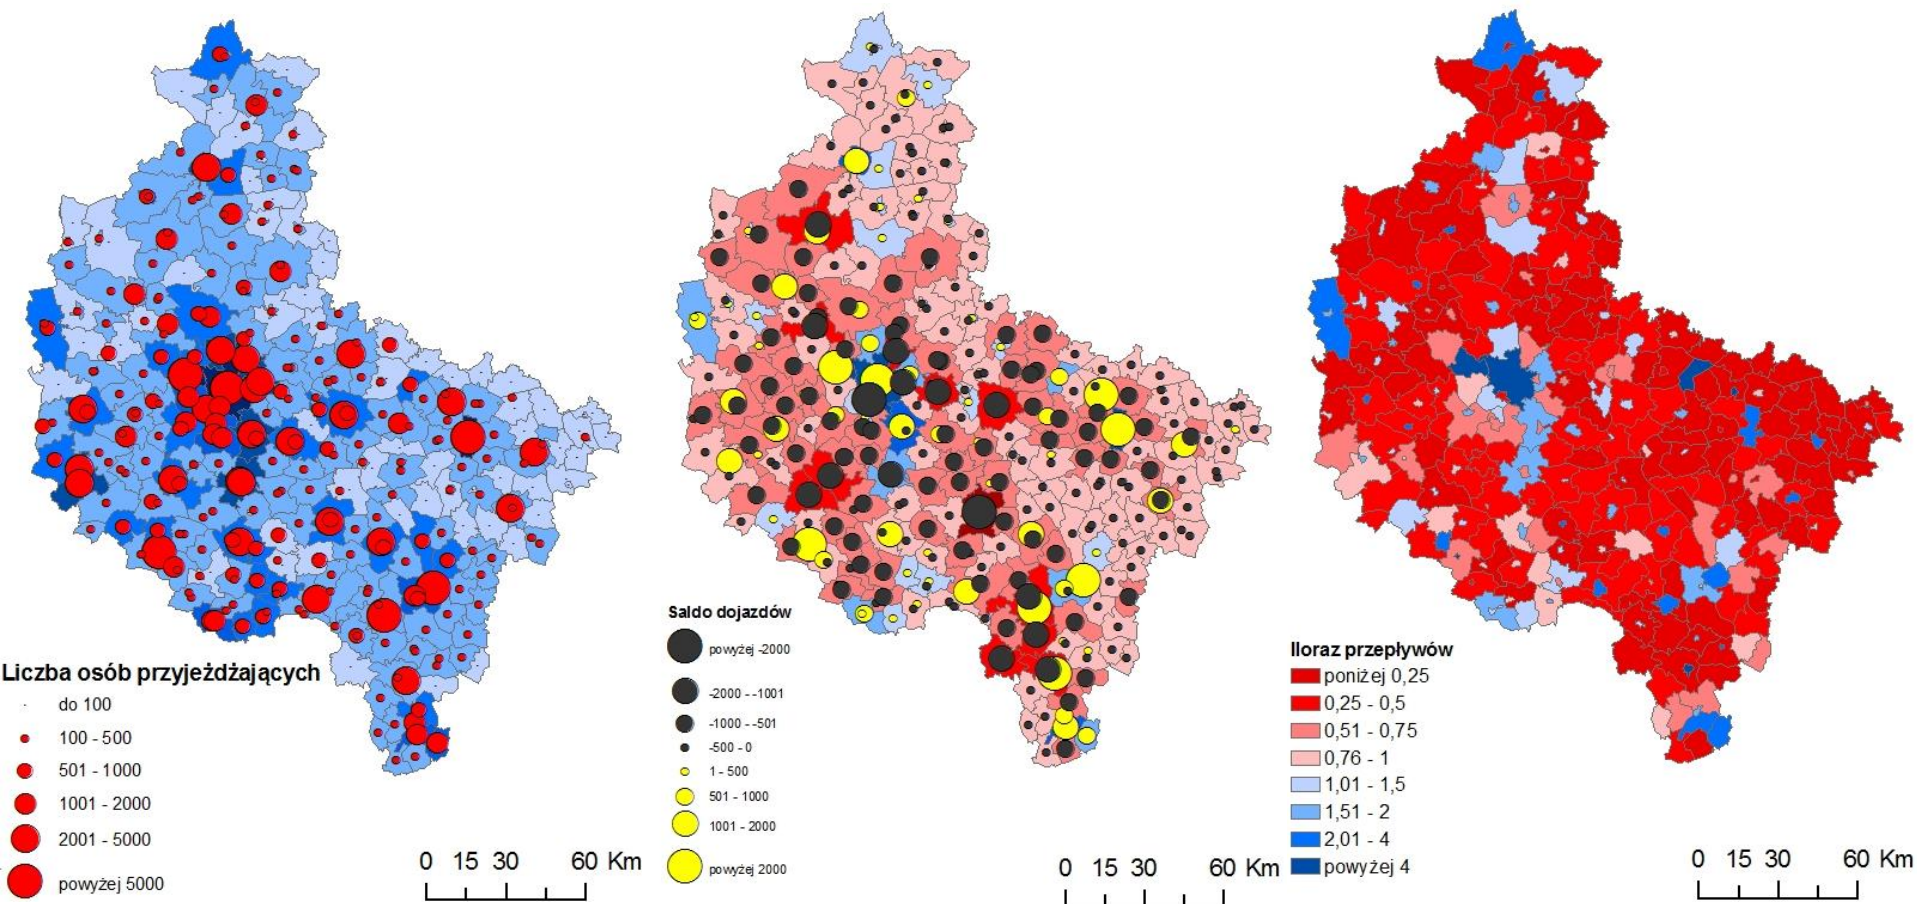 Liczba osób przyjeżdżających
do 100
100 - 500
501 - 1000
1001 - 2000
2001 - 5000
powyżej 5000
0 15 30 60 Km
Saldo dojazdów
powyżej -2000
-2000 - -1001
-1000 - -501
-500 - 0
1 - 500
501 - 1000
1001 - 2000
powyżej 2000
0 15 30 60 Km
Iloraz przepływów
poniżej 0,25
0,25 - 0,5
0,51 - 0,75
0,76 - 1
1,01 - 1,5
1,51 - 2
2,01 - 4
powyżej 4
0 15 30 60 Km